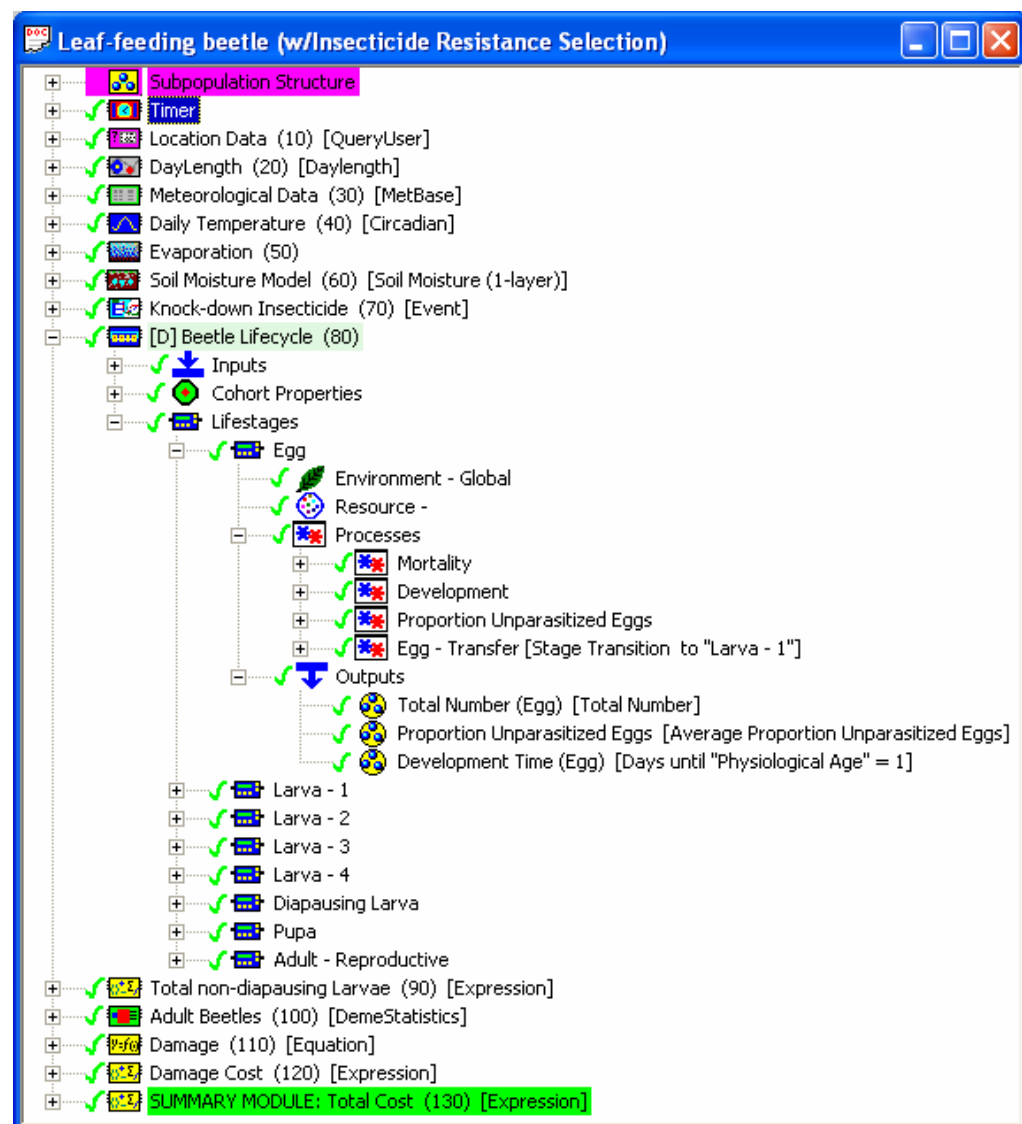 Leaf-feeding beetle (w/Insecticide Resistance Selection)
Subpopulation Structure
Timer
Location Data (10) [QueryUser]
DayLength (20) [Daylength]
Meteorological Data (30) [MetBase]
Daily Temperature (40) [Circadian]
Evaporation (50)
Soil Moisture Model (60) [Soil Moisture (1-layer)]
Knock-down Insecticide (70) [Event]
[D] Beetle Lifecycle (80)
Inputs
Cohort Properties
Lifestages
Egg
Environment - Global
Resource -
Processes
Mortality
Development
Proportion Unparasitized Eggs
Egg - Transfer [Stage Transition to "Larva - 1"]
Outputs
Total Number (Egg) [Total Number]
Proportion Unparasitized Eggs [Average Proportion Unparasitized Eggs]
Development Time (Egg) [Days until "Physiological Age" = 1]
Larva - 1
Larva - 2
Larva - 3
Larva - 4
Diapausing Larva
Pupa
Adult - Reproductive
Total non-diapausing Larvae (90) [Expression]
Adult Beetles (100) [DemeStatistics]
Damage (110) [Equation]
Damage Cost (120) [Expression]
SUMMARY MODULE: Total Cost (130) [Expression]